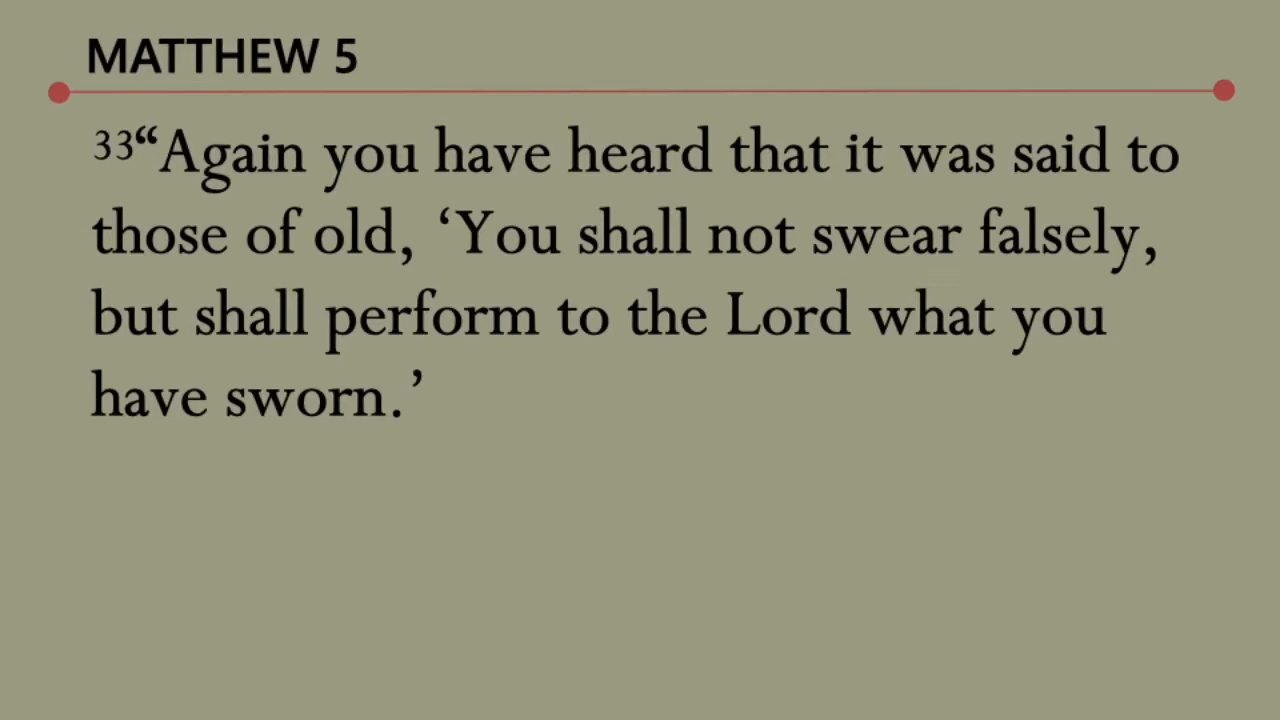 MATTHEW 5
33“Again you have heard that it was said to
those of old, ‘You shall not swear falsely,
but shall perform to the Lord what you
have sworn.’